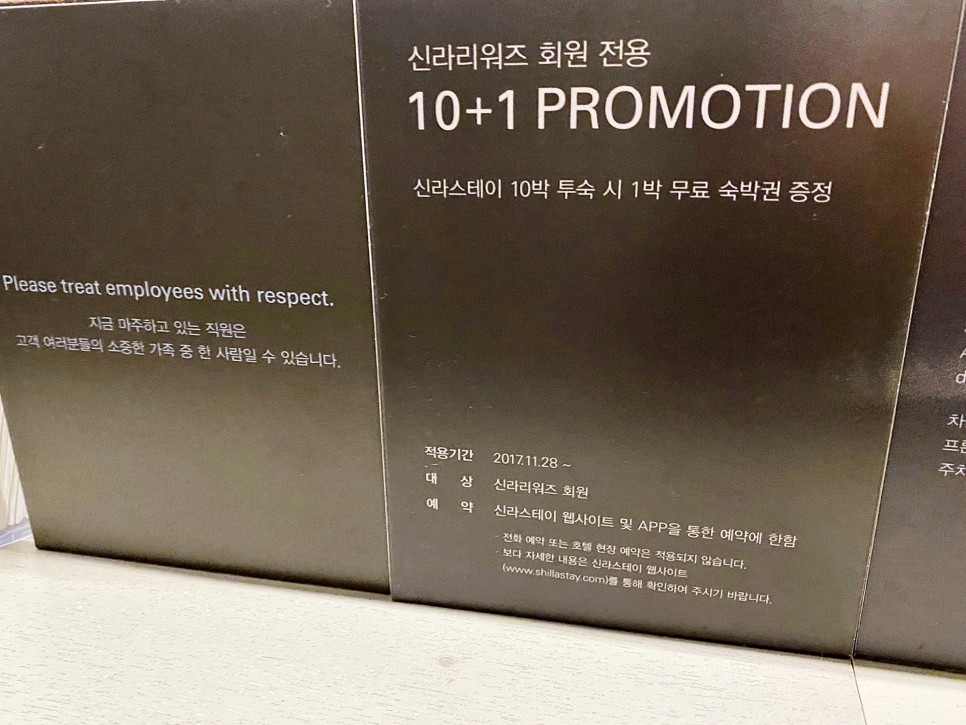 Please treat employees with respect.
지금 마주하고 있는 직원은
고객 여러분들의 소중한 가족 중 한 사람일 수 있습니다.
신라리워즈 회원 전용
10+1 PROMOTION
신라스테이 10박 투숙 시 1박 무료 숙박권 증정
적용기간 2017.11.28 ~
대 상 신라리워즈 회원
예 약 신라스테이 웹사이트 및 APP을 통한 예약에 한함
- 전화 예약 또는 호텔 현장 예약은 적용되지 않습니다.
- 보다 자세한 내용은 신라스테이 웹사이트
(www.shillastay.com)를 통해 확인하여 주시기 바랍니다.